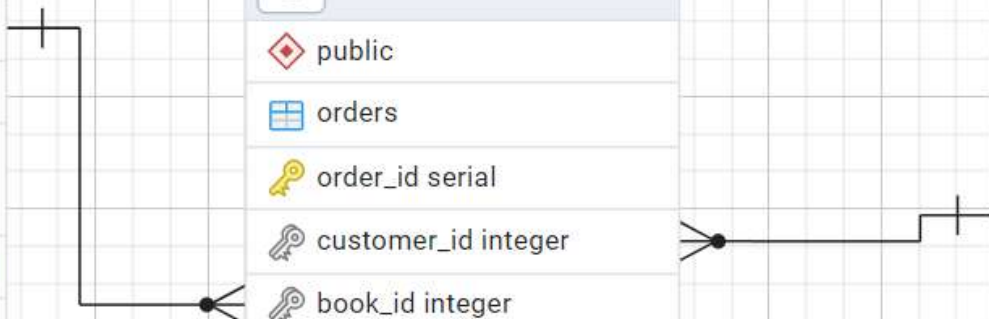 public
orders
order_id serial
customer_id integer
book_id integer